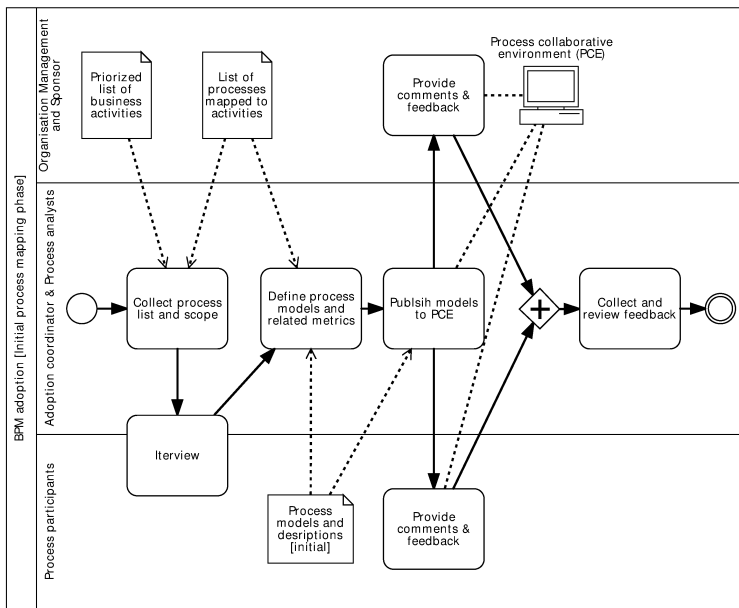 BPM adoption [Initial process mapping phase]
Organisation Management
and Sponsor
Priorized
list of
business
activities
List of
processes
mapped to
activities
Provide
comments &
feedback
Process collaborative
environment (PCE)
Adoption coordinator & Process analysts
Collect process
list and scope
Define process
models and
related metrics
Publsih models
to PCE
Collect and
review feedback
Iterview
Process participants
Process
models and
desriptions
[initial]
Provide
comments &
feedback